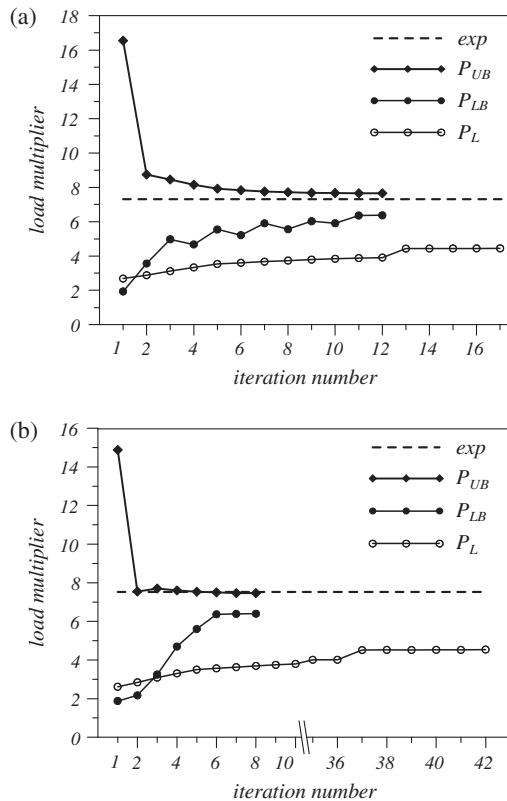 (a)
18
16
14
12
10
8
6
4
2
0
load multiplier
exp
P_UB
P_LB
P_L
1 2 4 6 8 10 12 14 16
iteration number
(b)
16
14
12
10
8
6
4
2
0
load multiplier
exp
P_UB
P_LB
P_L
1 2 4 6 8 10 36 38 40 42
iteration number